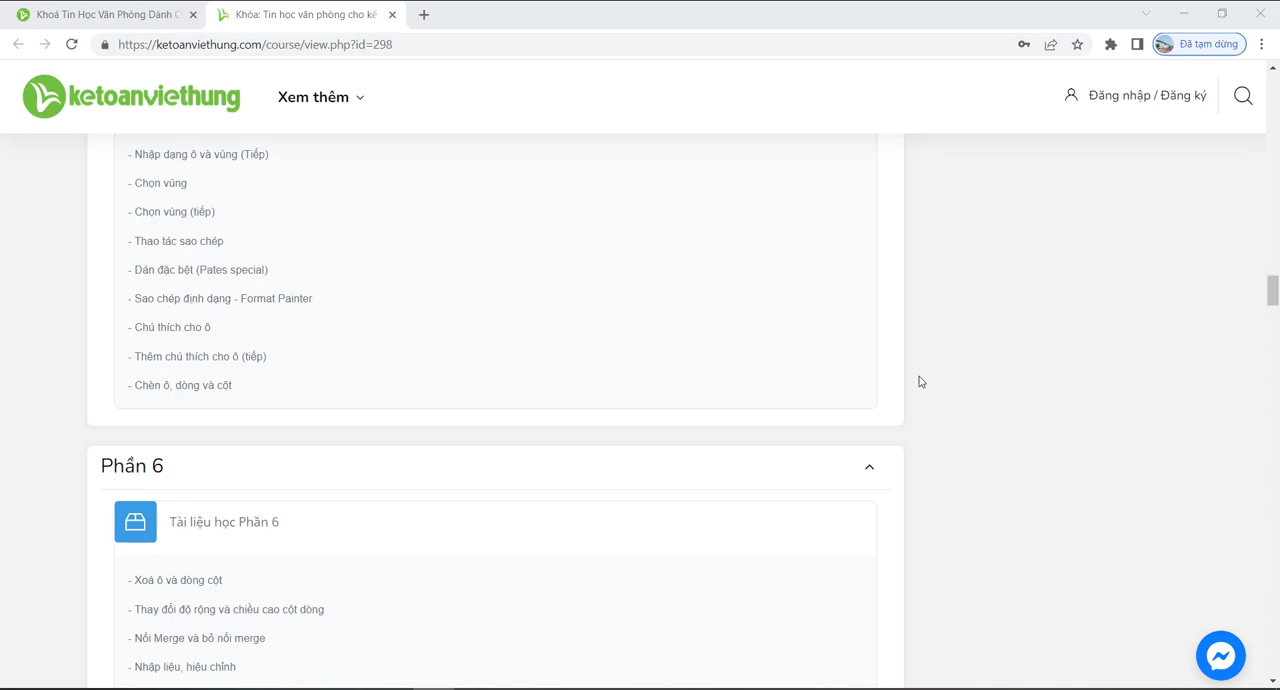 Khoá Tin Học Văn Phòng Dành C
Khóa: Tin học văn phòng cho kế
https://ketoanviethung.com/course/view.php?id=298
Đã tạm dừng
ketoanviethung
Xem thêm
Đăng nhập / Đăng ký
- Nhập dạng ô và vùng (Tiếp)
- Chọn vùng
- Chọn vùng (tiếp)
- Thao tác sao chép
- Dán đặc bệt (Pates special)
- Sao chép định dạng - Format Painter
- Chú thích cho ô
- Thêm chú thích cho ô (tiếp)
- Chèn ô, dòng và cột
Phần 6
Tài liệu học Phần 6
- Xoá ô và dòng cột
- Thay đổi độ rộng và chiều cao cột dòng
- Nối Merge và bỏ nối merge
- Nhập liệu, hiệu chỉnh